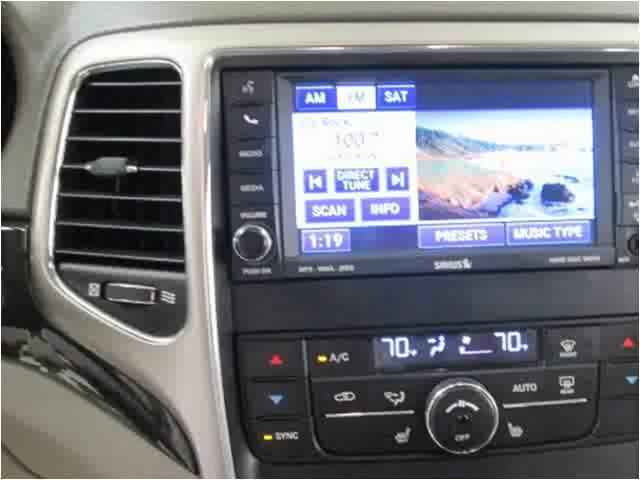 AM FM SAT
DIRECT
TUNE
SCAN INFO
1:19
PRESETS
MUSIC TYPE
RADIO
MEDIA
VOLUME
PUSH ON
SIRIUS
70 70
A/C
AUTO
SYNC
OFF